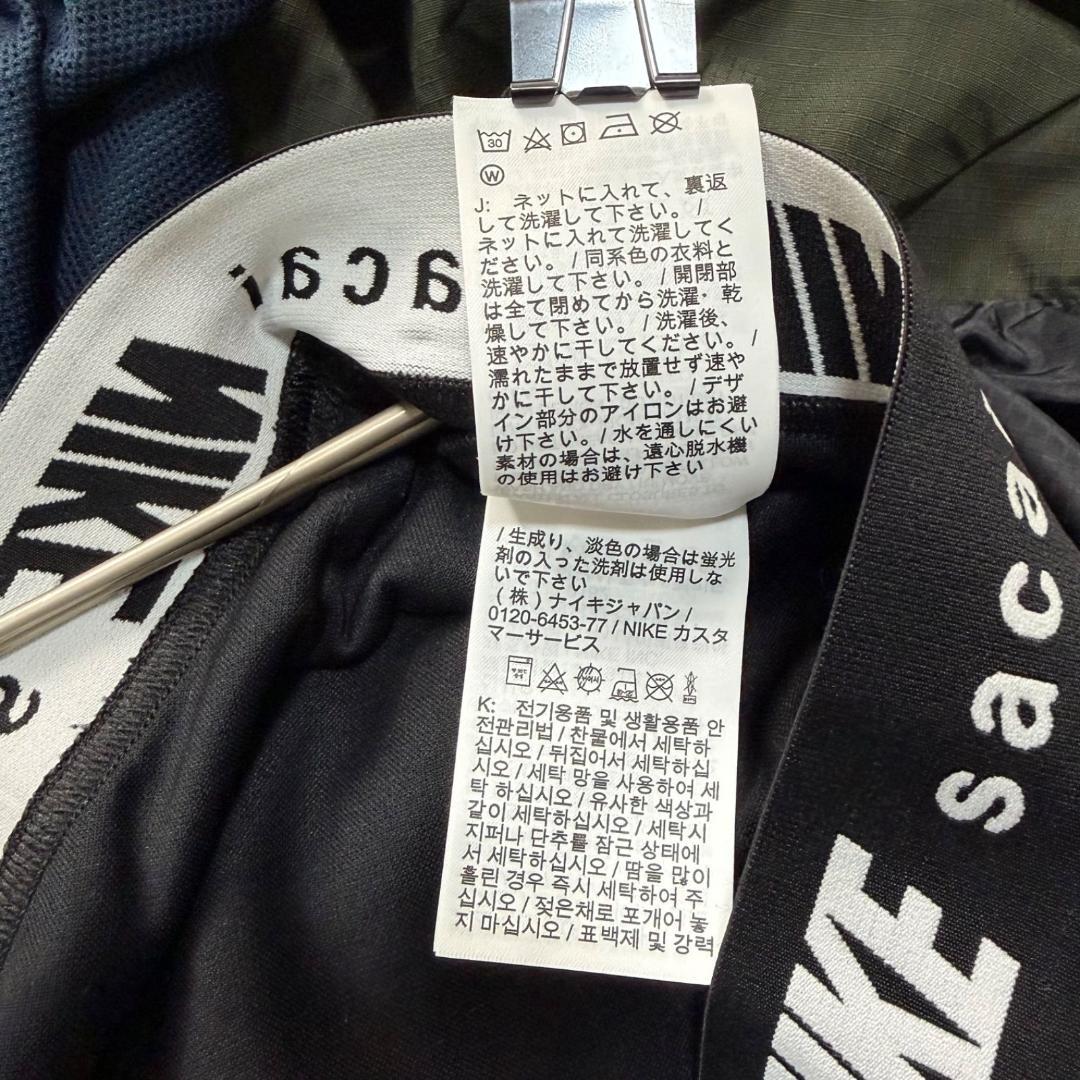 30
W
J: ネットに入れて、裏返
して洗濯して下さい。/
ネットに入れて洗濯してく
ださい。/同系色の衣料と
洗濯して下さい。/開閉部
は全て閉めてから洗濯・乾
燥して下さい。/洗濯後、
速やかに干してください。/
濡れたままで放置せず速や
かに干して下さい。/デザ
イン部分のアイロンはお避
け下さい。/水を通しにくい
素材の場合は、遠心脱水機
の使用はお避け下さい
/生成り、淡色の場合は蛍光
剤の入った洗剤は使用しな
いで下さい
(株)ナイキジャパン/
0120-6453-77 / NIKE カスタ
マーサービス
K: 전기용품 및 생활용품 안
전관리법 / 찬물에서 세탁하
십시오 / 뒤집어서 세탁하십
시오 / 세탁 망을 사용하여 세
탁 하십시오 / 유사한 색상과
같이 세탁하십시오 / 세탁시
지퍼나 단추를 잠근 상태에
서 세탁하십시오 / 땀을 많이
흘린 경우 즉시 세탁하여 주
십시오 / 젖은채로 포개어 놓
지 마십시오 / 표백제 및 강력
sacai
NIKE
sacai
NIKE